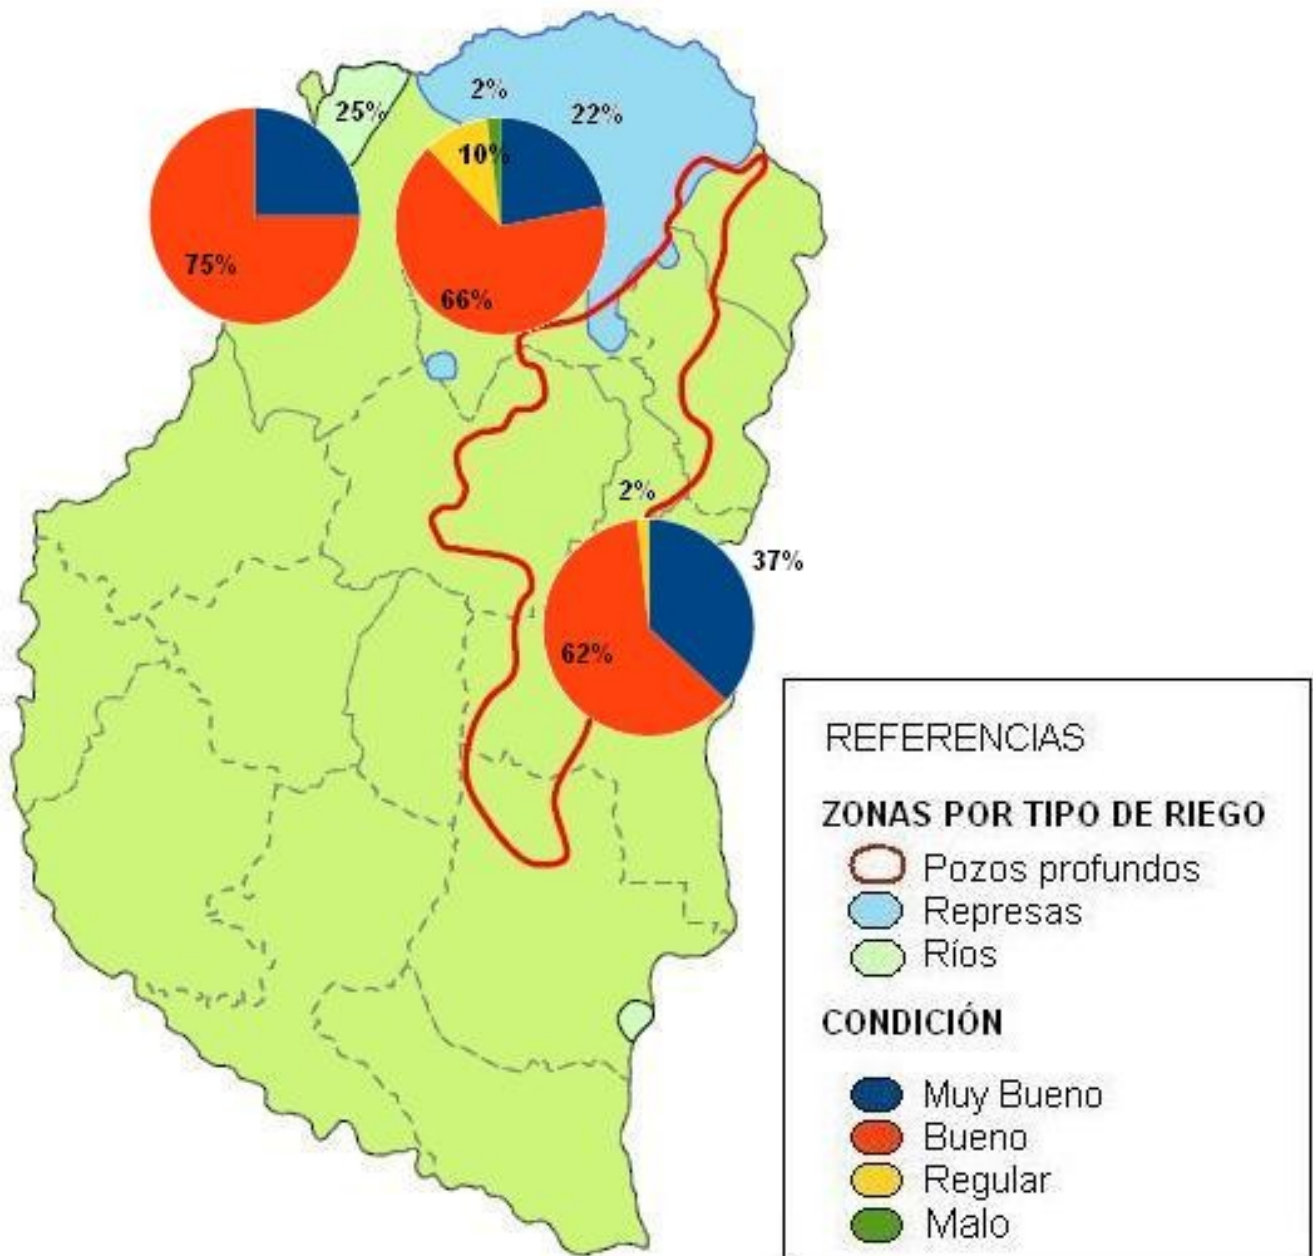 2%
22%
25%
10%
75%
66%
2%
37%
62%
REFERENCIAS
ZONAS POR TIPO DE RIEGO
Pozos profundos
Represas
Ríos
CONDICIÓN
Muy Bueno
Bueno
Regular
Malo